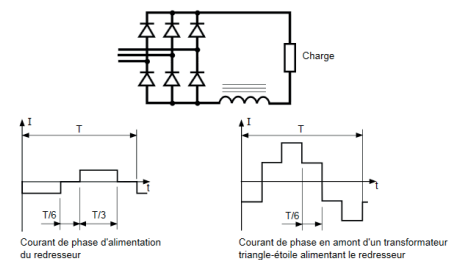 Charge
I
T
t
T/6
T/3
Courant de phase d'alimentation
du redresseur
I
T
t
T/6
Courant de phase en amont d'un transformateur
triangle-étoile alimentant le redresseur